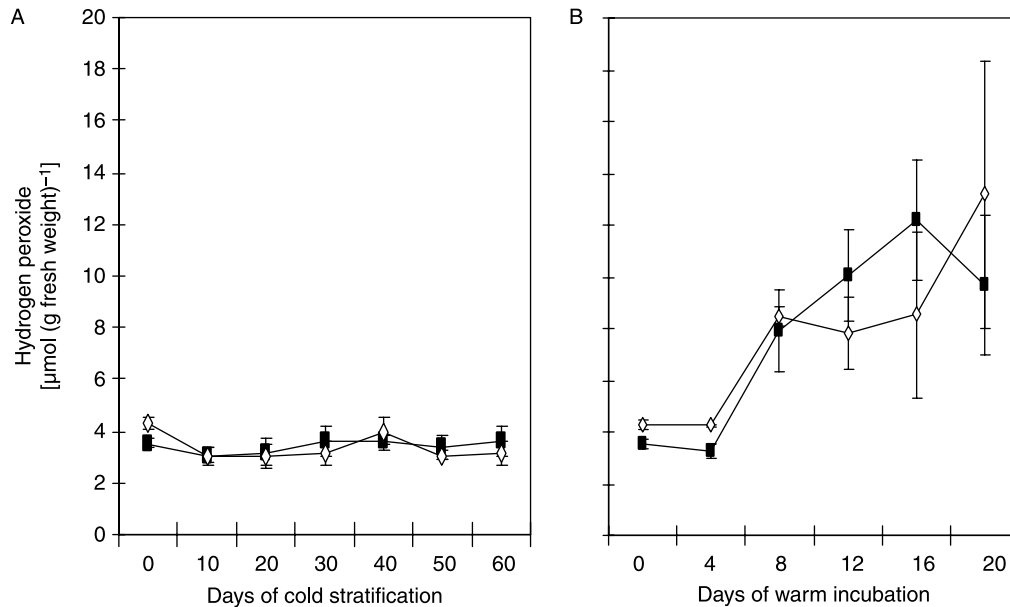 A
B
20
18
16
14
12
10
8
6
4
2
0
Hydrogen peroxide
[µmol (g fresh weight)⁻¹]
0 10 20 30 40 50 60
0 4 8 12 16 20
Days of cold stratification
Days of warm incubation